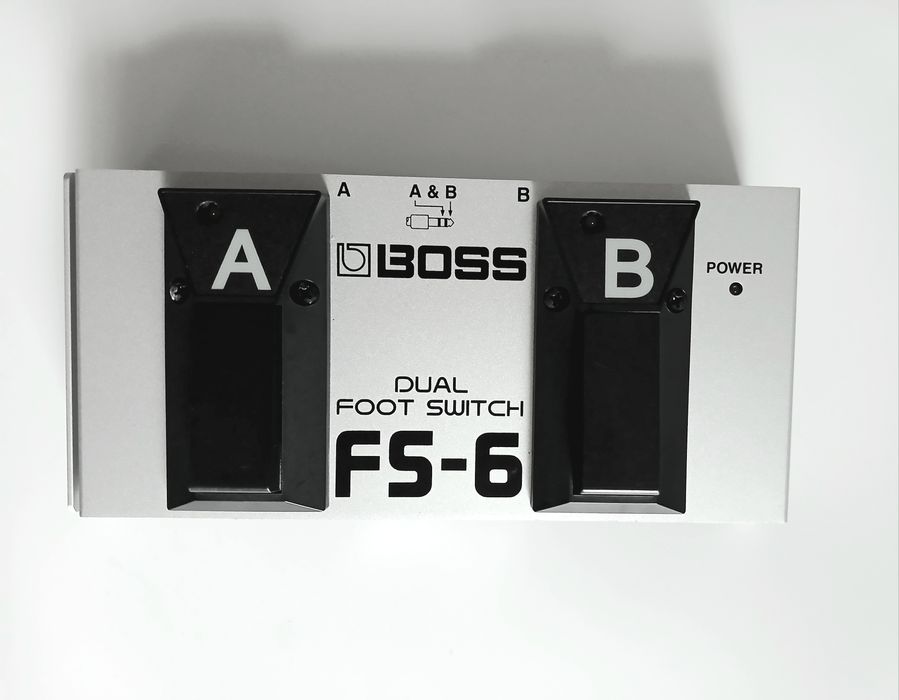 A A & B B
BOSS
A B
POWER
DUAL
FOOT SWITCH
FS-6